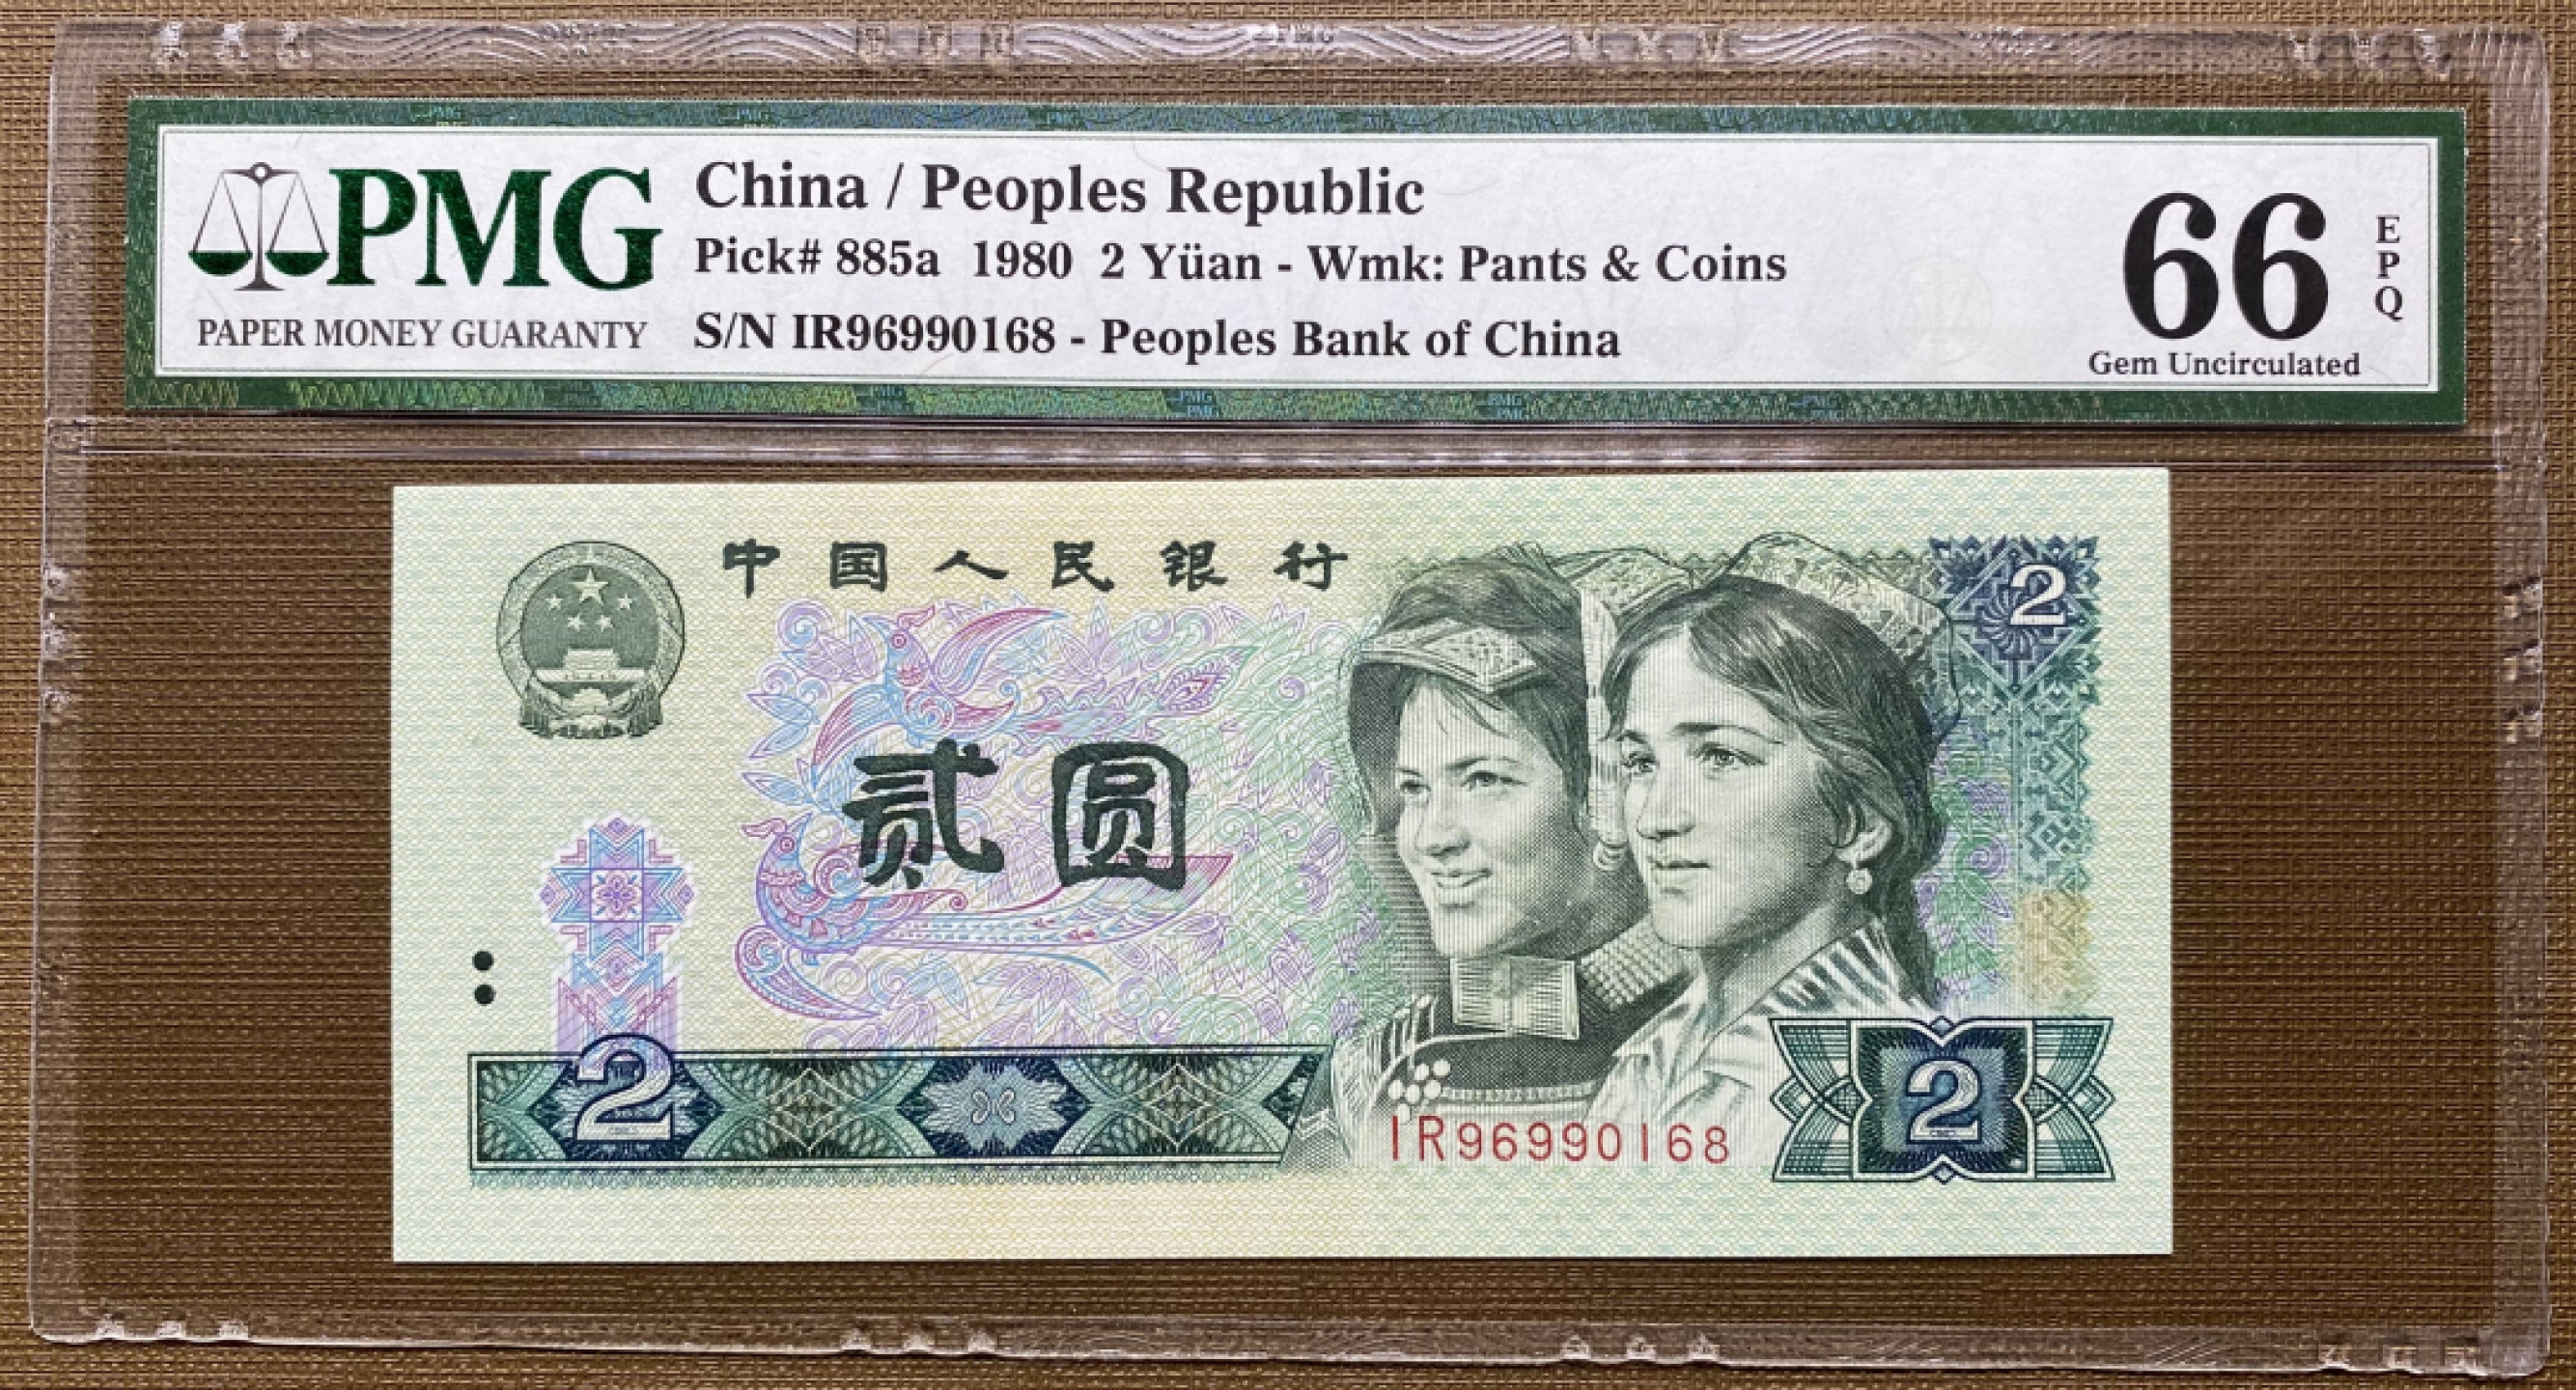 PMG
PAPER MONEY GUARANTY
China / Peoples Republic
Pick# 885a 1980 2 Yüan - Wmk: Pants & Coins
S/N IR96990168 - Peoples Bank of China
66
EPQ
Gem Uncirculated
中国人民银行
2
贰圆
2
IR96990168
2